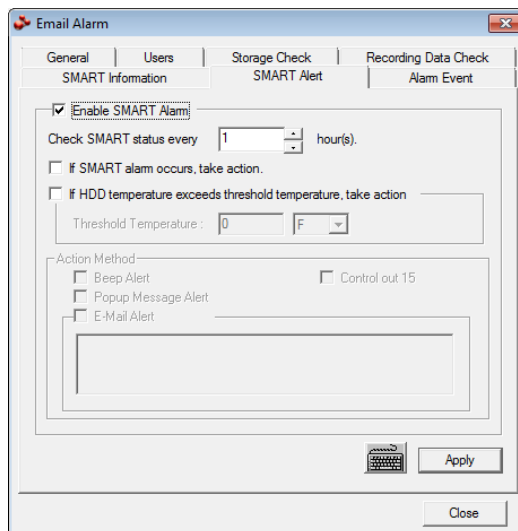 Email Alarm
General Users Storage Check Recording Data Check
SMART Information SMART Alert Alarm Event
Enable SMART Alarm
Check SMART status every 1 hour(s).
If SMART alarm occurs, take action.
If HDD temperature exceeds threshold temperature, take action
Threshold Temperature : 0 F
Action Method
Beep Alert Control out 15
Popup Message Alert
E-Mail Alert
Apply
Close